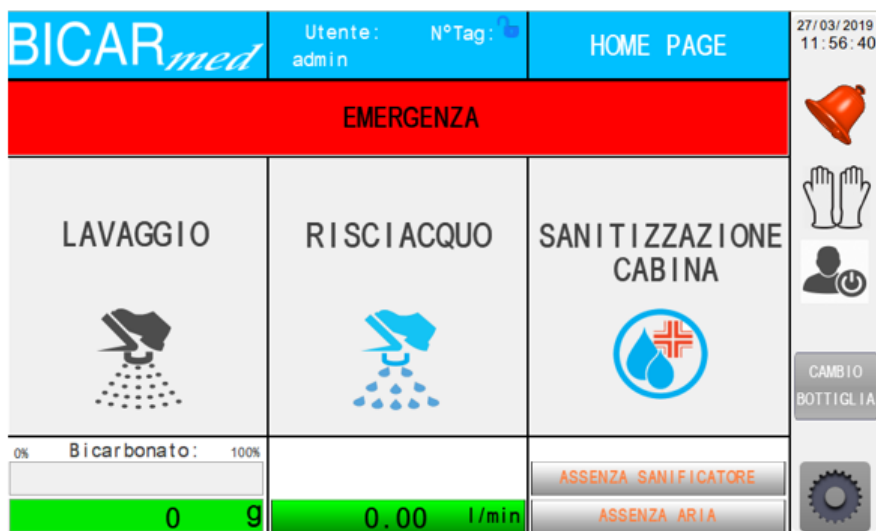 BICARmed
Utente: N°Tag:
admin
HOME PAGE
27/03/2019
11:56:40
EMERGENZA
LAVAGGIO
RISCIACQUO
SANITIZZAZIONE
CABINA
CAMBIO
BOTTIGLIA
0% Bicarbonato: 100%
ASSENZA SANIFICATORE
0 g
0.00 l/min
ASSENZA ARIA